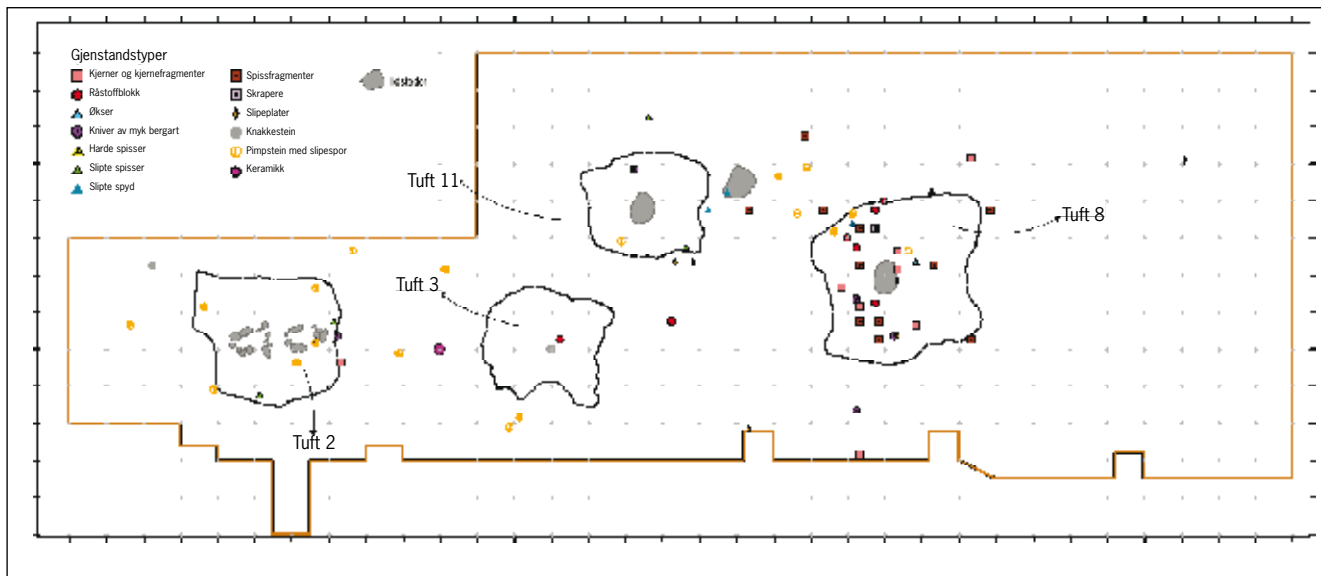 Gjenstandstyper
Kjerner og kjernefragmenter
Råstoffblokk
Økser
Kniver av myk bergart
Harde spisser
Slipte spisser
Slipte spyd
Spissfragmenter
Skrapere
Slipeplater
Knakkestein
Pimpstein med slipespor
Keramikk
Tuft 11
Tuft 8
Tuft 3
Tuft 2